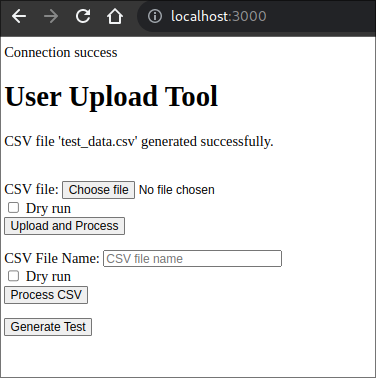 localhost:3000
Connection success
User Upload Tool
CSV file 'test_data.csv' generated successfully.
CSV file: Choose file No file chosen
Dry run
Upload and Process
CSV File Name: CSV file name
Dry run
Process CSV
Generate Test